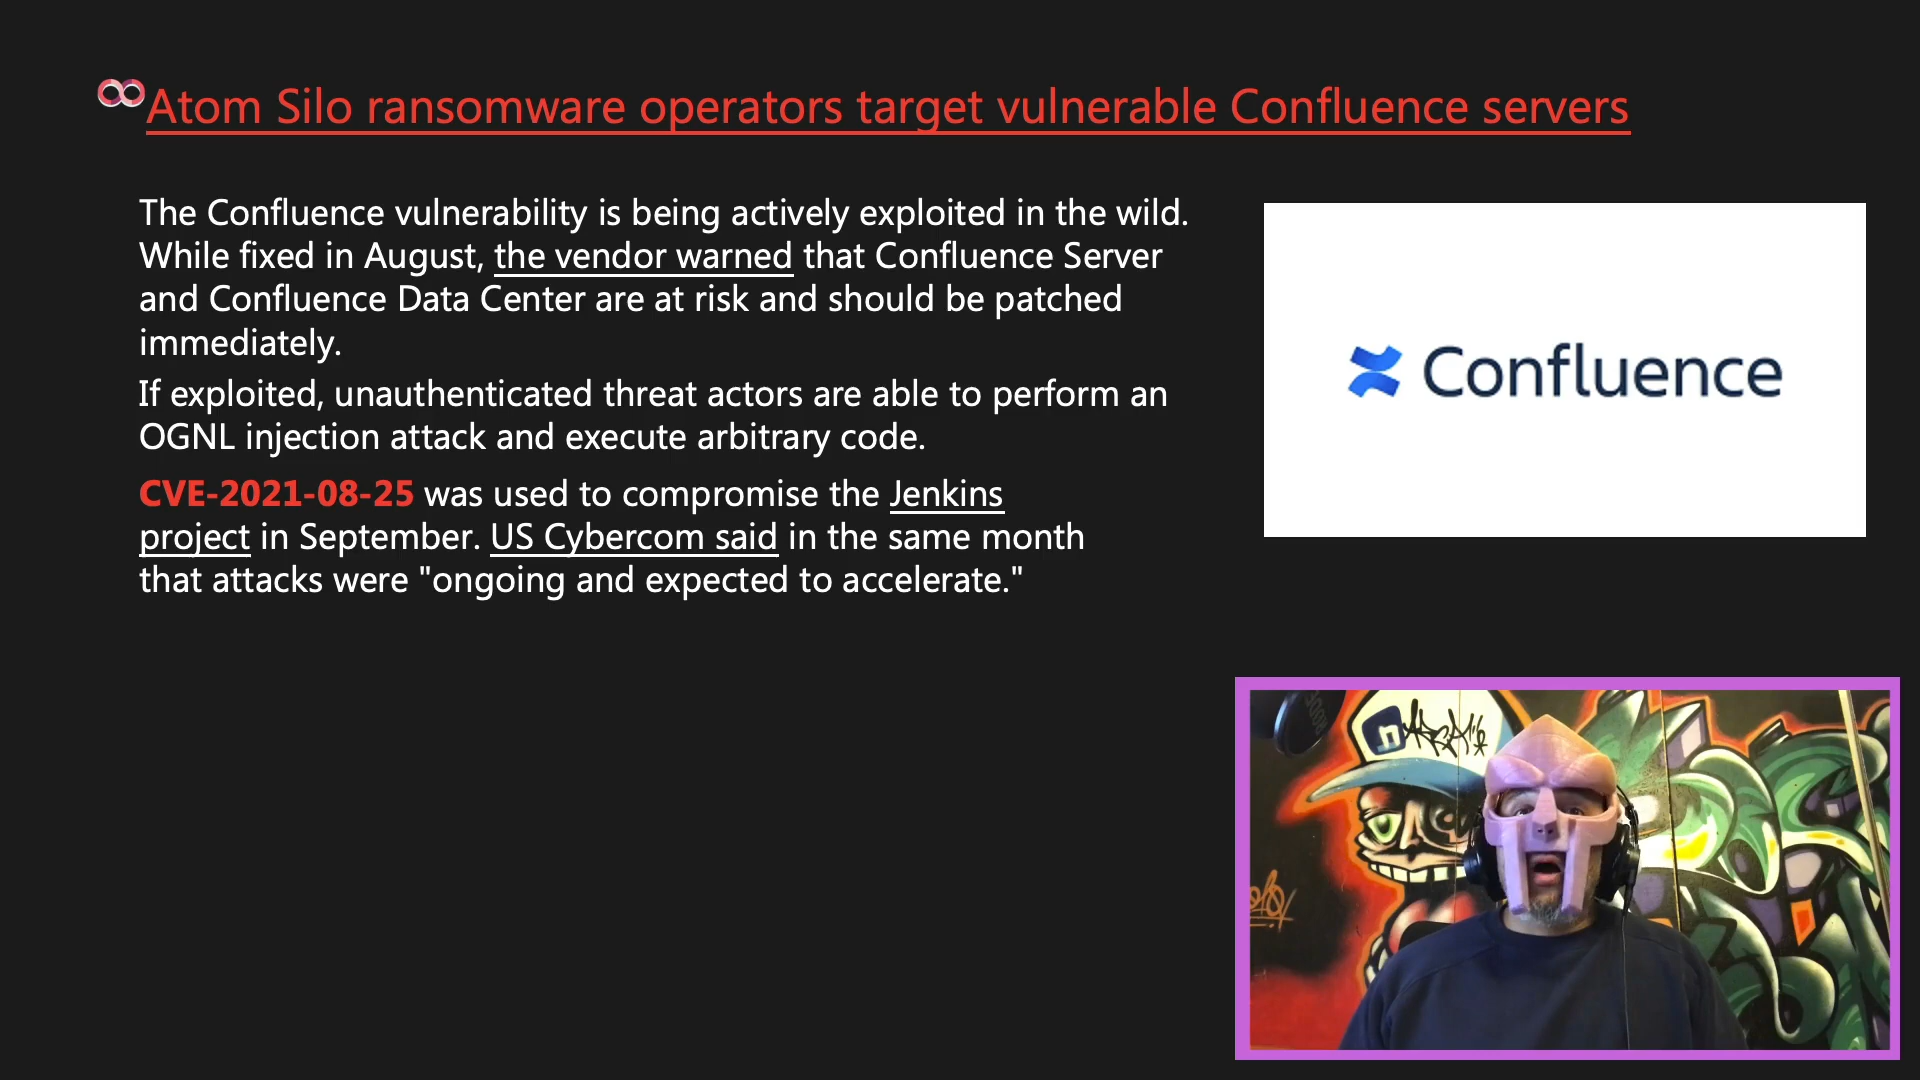 Atom Silo ransomware operators target vulnerable Confluence servers
The Confluence vulnerability is being actively exploited in the wild.
While fixed in August, the vendor warned that Confluence Server
and Confluence Data Center are at risk and should be patched
immediately.
If exploited, unauthenticated threat actors are able to perform an
OGNL injection attack and execute arbitrary code.
CVE-2021-08-25 was used to compromise the Jenkins
project in September. US Cybercom said in the same month
that attacks were "ongoing and expected to accelerate."
Confluence
RODE